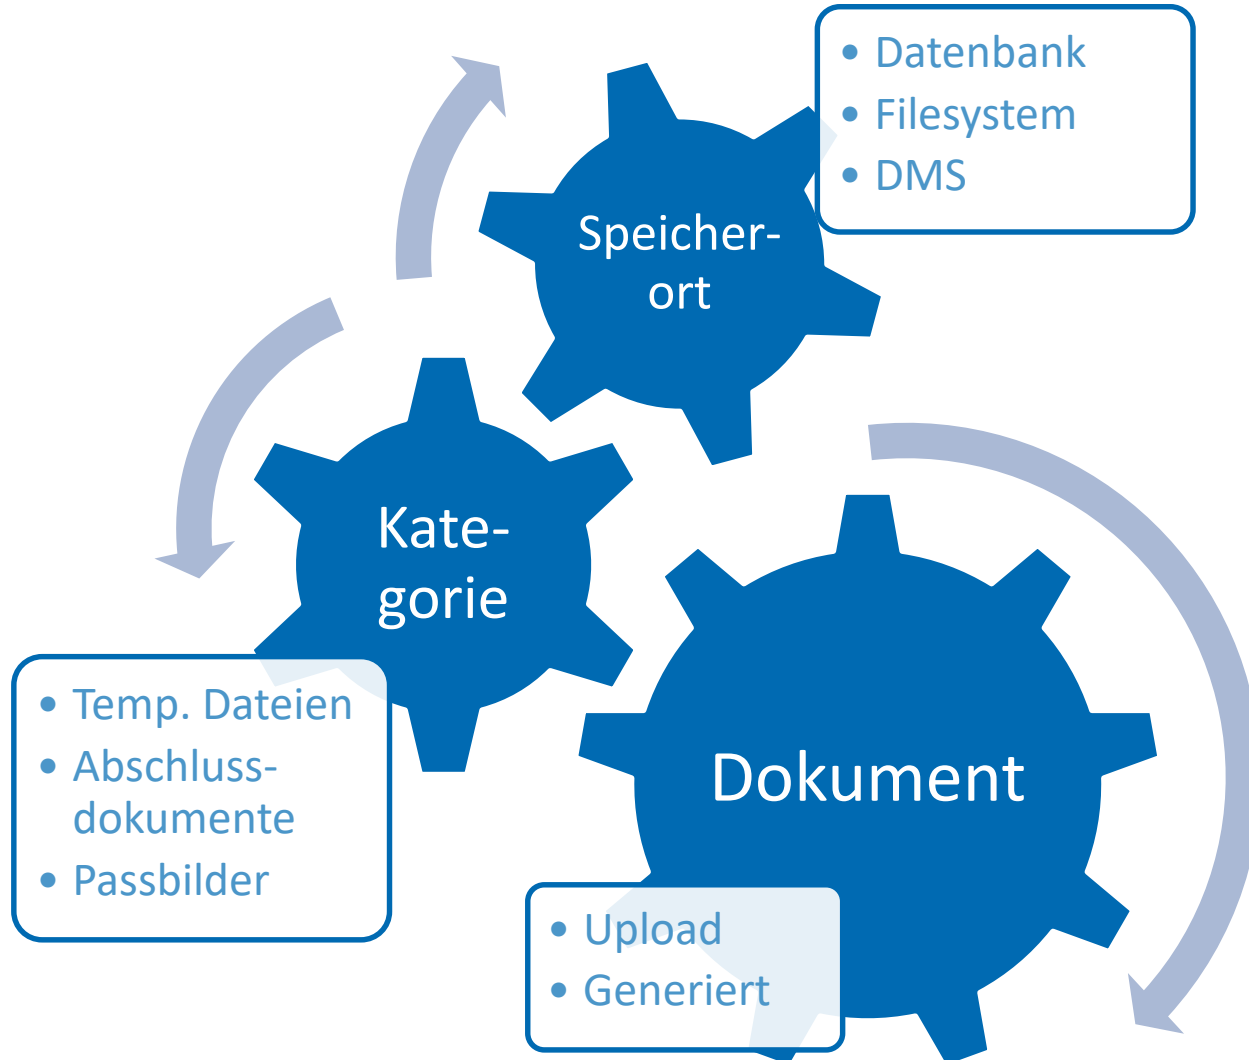 • Datenbank
• Filesystem
• DMS
Speicher-
ort
Kate-
gorie
• Temp. Dateien
• Abschluss-
dokumente
• Passbilder
Dokument
• Upload
• Generiert